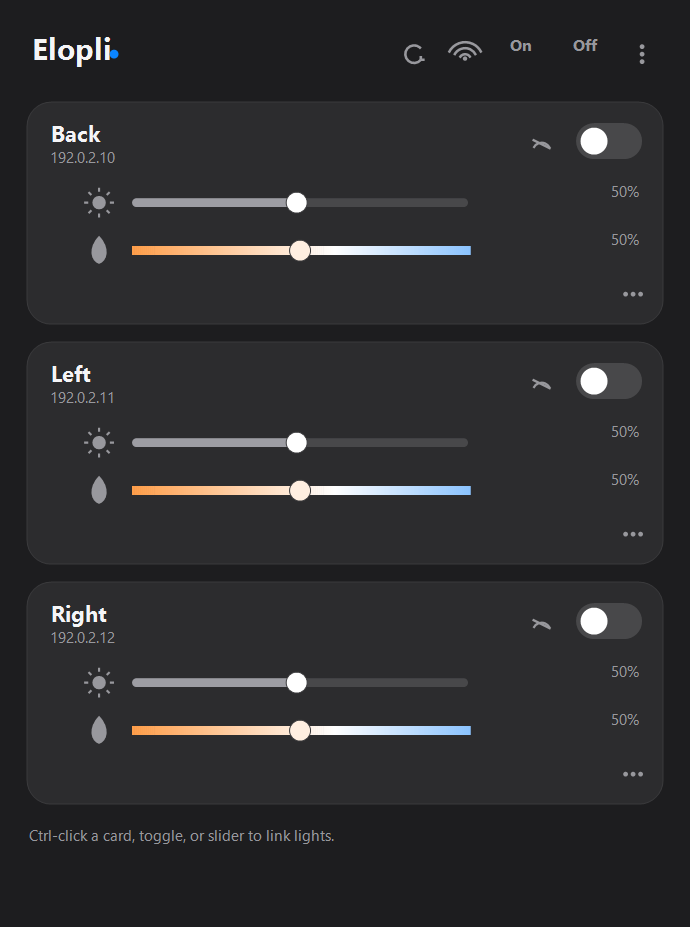 Elopli
On Off
Back
192.0.2.10
50%
50%
Left
192.0.2.11
50%
50%
Right
192.0.2.12
50%
50%
Ctrl-click a card, toggle, or slider to link lights.